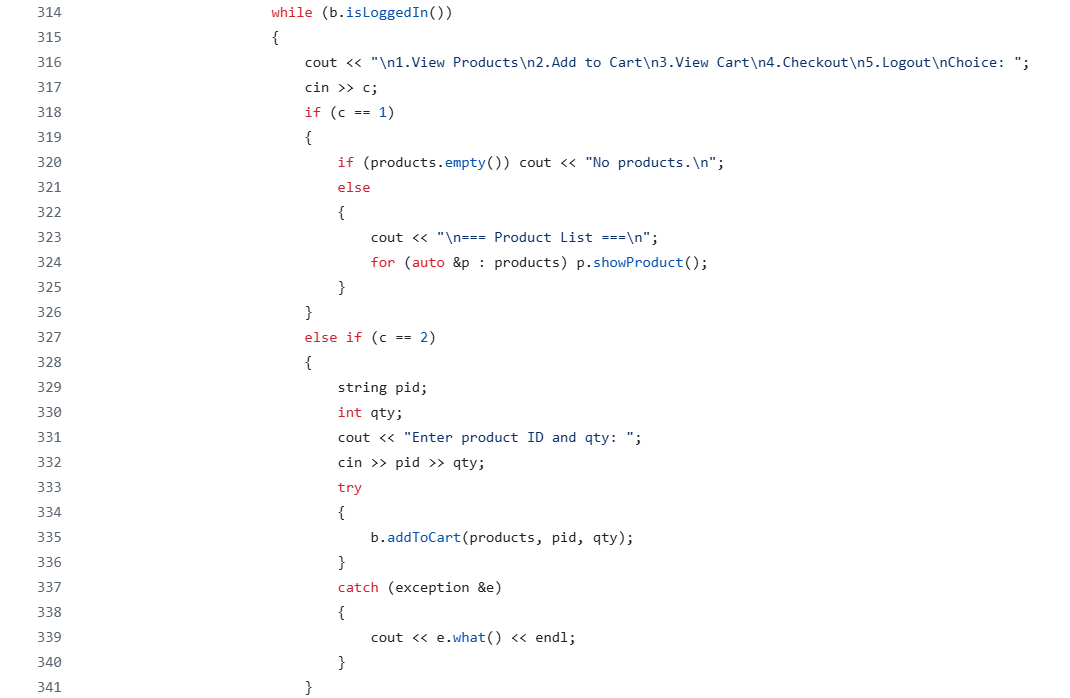 314                         while (b.isLoggedIn())
315                         {
316                             cout << "\n1.View Products\n2.Add to Cart\n3.View Cart\n4.Checkout\n5.Logout\nChoice: ";
317                             cin >> c;
318                             if (c == 1)
319                             {
320                                 if (products.empty()) cout << "No products.\n";
321                                 else
322                                 {
323                                     cout << "\n=== Product List ===\n";
324                                     for (auto &p : products) p.showProduct();
325                                 }
326                             }
327                             else if (c == 2)
328                             {
329                                 string pid;
330                                 int qty;
331                                 cout << "Enter product ID and qty: ";
332                                 cin >> pid >> qty;
333                                 try
334                                 {
335                                     b.addToCart(products, pid, qty);
336                                 }
337                                 catch (exception &e)
338                                 {
339                                     cout << e.what() << endl;
340                                 }
341                             }